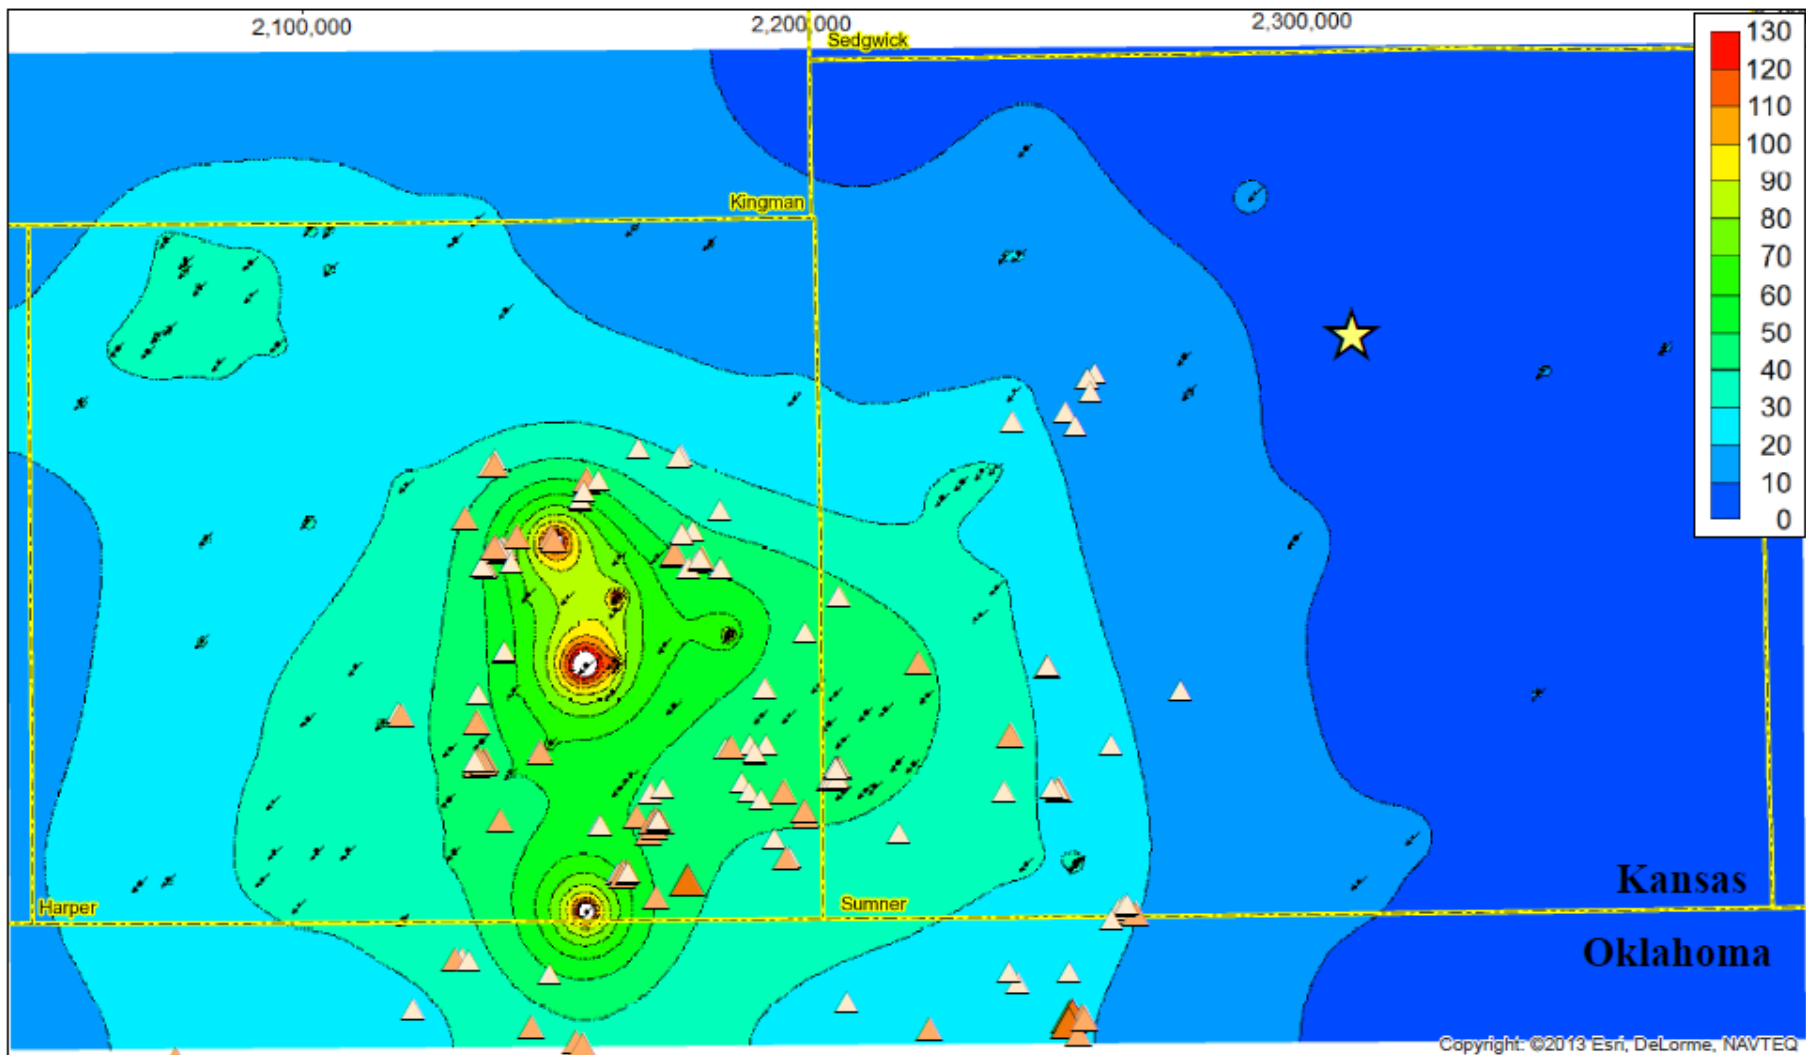 2,100,000
2,200,000
2,300,000
Sedgwick
130
120
110
100
90
80
70
60
50
40
30
20
10
0
Kingman
Kansas
Harper
Sumner
Oklahoma
Copyright: ©2013 Esri, DeLorme, NAVTEQ